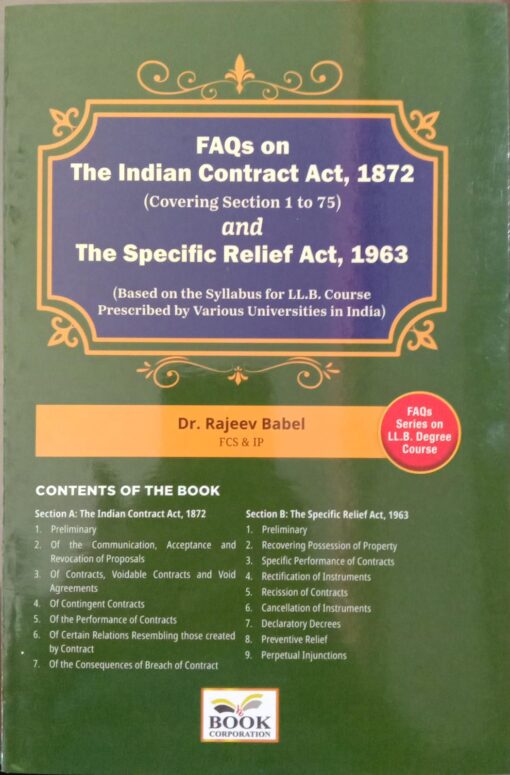 FAQs on
The Indian Contract Act, 1872
(Covering Section 1 to 75)
and
The Specific Relief Act, 1963
(Based on the Syllabus for LL.B. Course
Prescribed by Various Universities in India)
Dr. Rajeev Babel
FCS & IP
FAQs
Series on
LL.B. Degree
Course
CONTENTS OF THE BOOK
Section A: The Indian Contract Act, 1872
1. Preliminary
2. Of the Communication, Acceptance and
Revocation of Proposals
3. Of Contracts, Voidable Contracts and Void
Agreements
4. Of Contingent Contracts
5. Of the Performance of Contracts
6. Of Certain Relations Resembling those created
by Contract
7. Of the Consequences of Breach of Contract
Section B: The Specific Relief Act, 1963
1. Preliminary
2. Recovering Possession of Property
3. Specific Performance of Contracts
4. Rectification of Instruments
5. Recission of Contracts
6. Cancellation of Instruments
7. Declaratory Decrees
8. Preventive Relief
9. Perpetual Injunctions
BOOK
CORPORATION